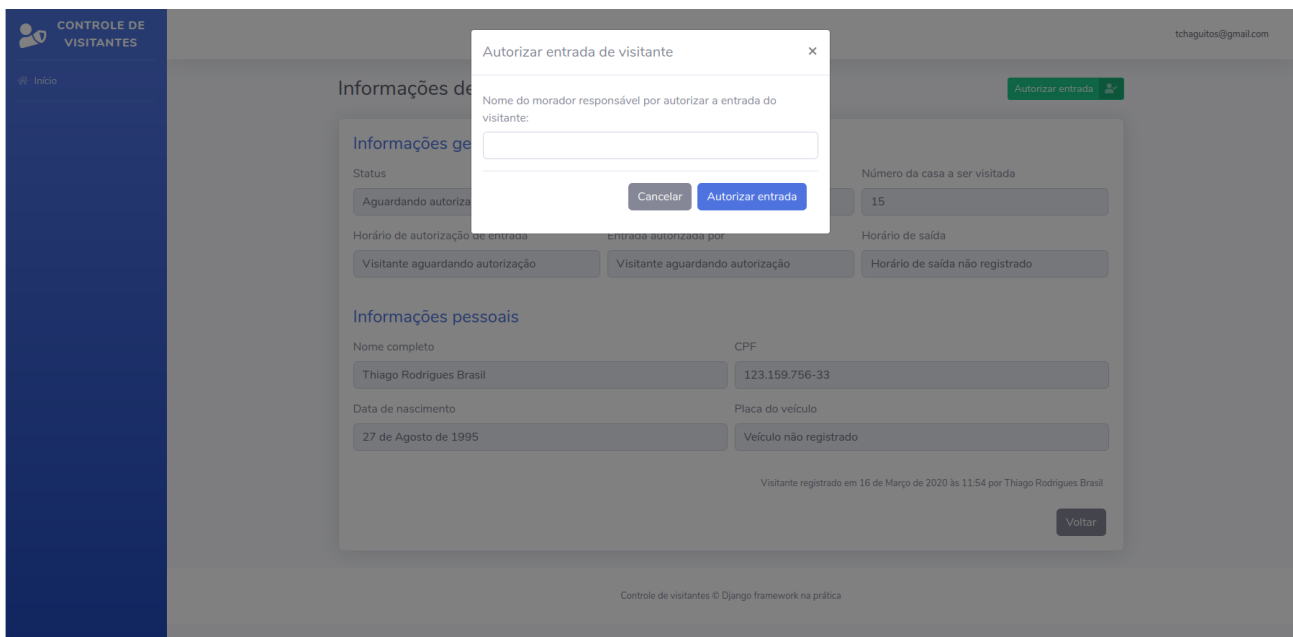 CONTROLE DE
VISITANTES
tchaguitos@gmail.com
Início
Autorizar entrada de visitante
×
Informações de
Autorizar entrada
Nome do morador responsável por autorizar a entrada do
visitante:
Informações ge
Status
Número da casa a ser visitada
Aguardando autoriza
15
Cancelar
Autorizar entrada
Horário de autorização de entrada
Entrada autorizada por
Horário de saída
Visitante aguardando autorização
Visitante aguardando autorização
Horário de saída não registrado
Informações pessoais
Nome completo
CPF
Thiago Rodrigues Brasil
123.159.756-33
Data de nascimento
Placa do veículo
27 de Agosto de 1995
Veículo não registrado
Visitante registrado em 16 de Março de 2020 às 11:54 por Thiago Rodrigues Brasil
Voltar
Controle de visitantes © Django framework na prática